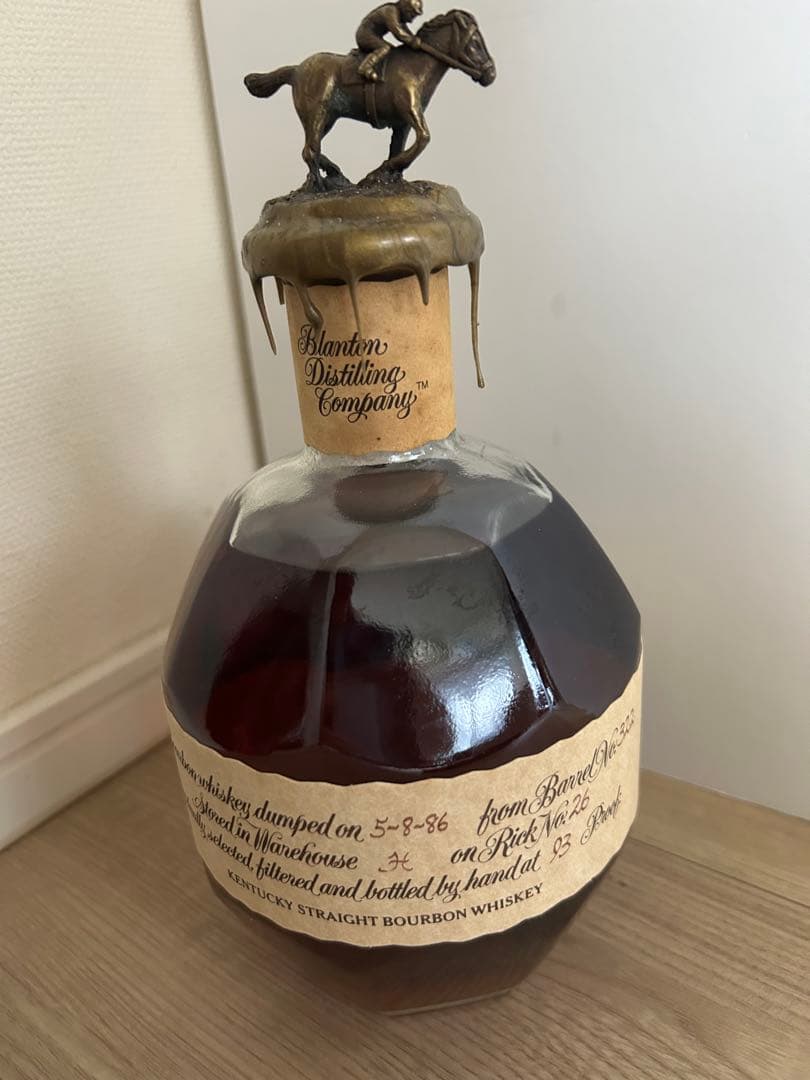 Blanton
Distilling
Company™
whiskey dumped on 5-8-86 from Barrel No. 322
Stored in Warehouse H on Rick No. 26
selected, filtered and bottled by hand at 93 Proof
KENTUCKY STRAIGHT BOURBON WHISKEY